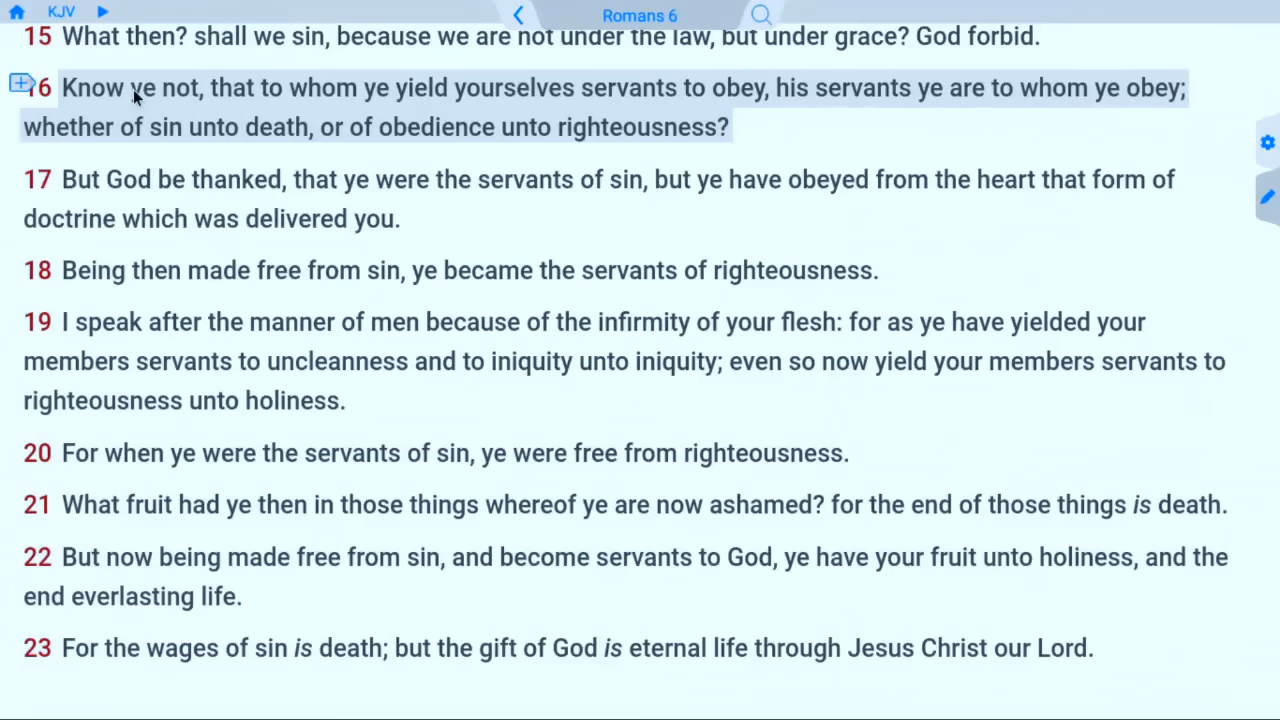 KJV
Romans 6
15 What then? shall we sin, because we are not under the law, but under grace? God forbid.
16 Know ye not, that to whom ye yield yourselves servants to obey, his servants ye are to whom ye obey;
whether of sin unto death, or of obedience unto righteousness?
17 But God be thanked, that ye were the servants of sin, but ye have obeyed from the heart that form of
doctrine which was delivered you.
18 Being then made free from sin, ye became the servants of righteousness.
19 I speak after the manner of men because of the infirmity of your flesh: for as ye have yielded your
members servants to uncleanness and to iniquity unto iniquity; even so now yield your members servants to
righteousness unto holiness.
20 For when ye were the servants of sin, ye were free from righteousness.
21 What fruit had ye then in those things whereof ye are now ashamed? for the end of those things is death.
22 But now being made free from sin, and become servants to God, ye have your fruit unto holiness, and the
end everlasting life.
23 For the wages of sin is death; but the gift of God is eternal life through Jesus Christ our Lord.